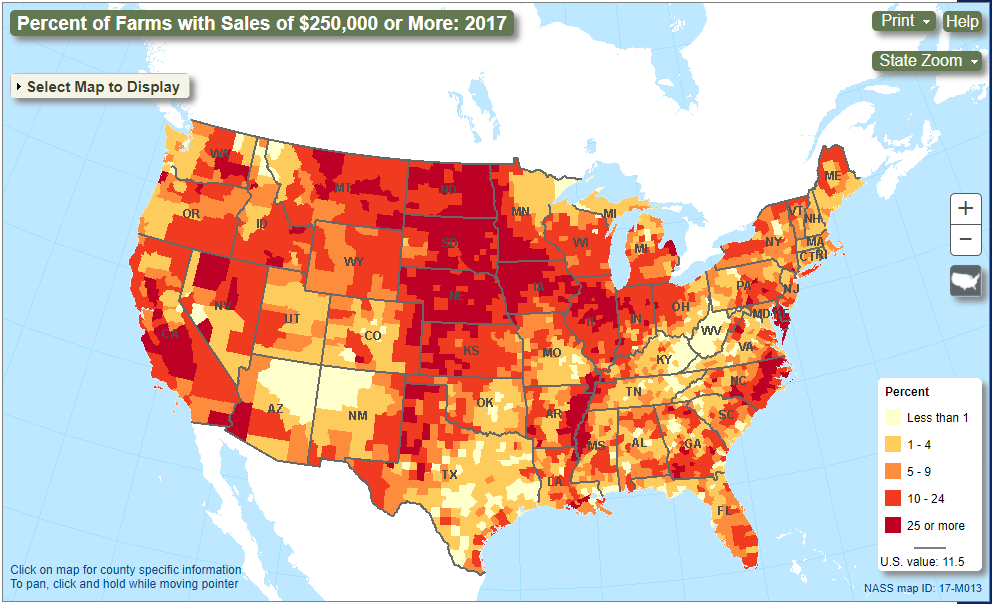 Percent of Farms with Sales of $250,000 or More: 2017
Print
Help
State Zoom
Select Map to Display
WA
MT
ND
MN
ME
OR
ID
SD
WI
MI
MI
VT
NH
NY
MA
CT
RI
WY
NE
IA
PA
NJ
NV
UT
CO
KS
MO
IL
IN
OH
WV
MD
DE
VA
KY
CA
AZ
NM
OK
AR
TN
NC
SC
TX
LA
MS
AL
GA
FL
+
−
Percent
Less than 1
1 - 4
5 - 9
10 - 24
25 or more
U.S. value: 11.5
Click on map for county specific information
To pan, click and hold while moving pointer
NASS map ID: 17-M013